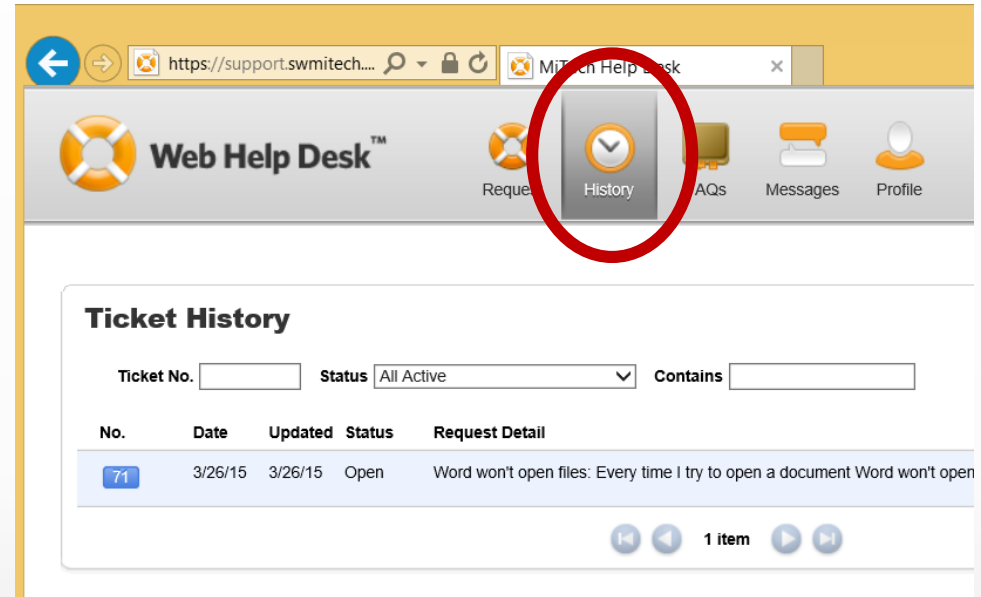 https://support.swmitech.... MiTech Help Desk
Web Help Desk™
Request History FAQs Messages Profile
Ticket History
Ticket No. Status All Active Contains
No. Date Updated Status Request Detail
71 3/26/15 3/26/15 Open Word won't open files: Every time I try to open a document Word won't open
1 item